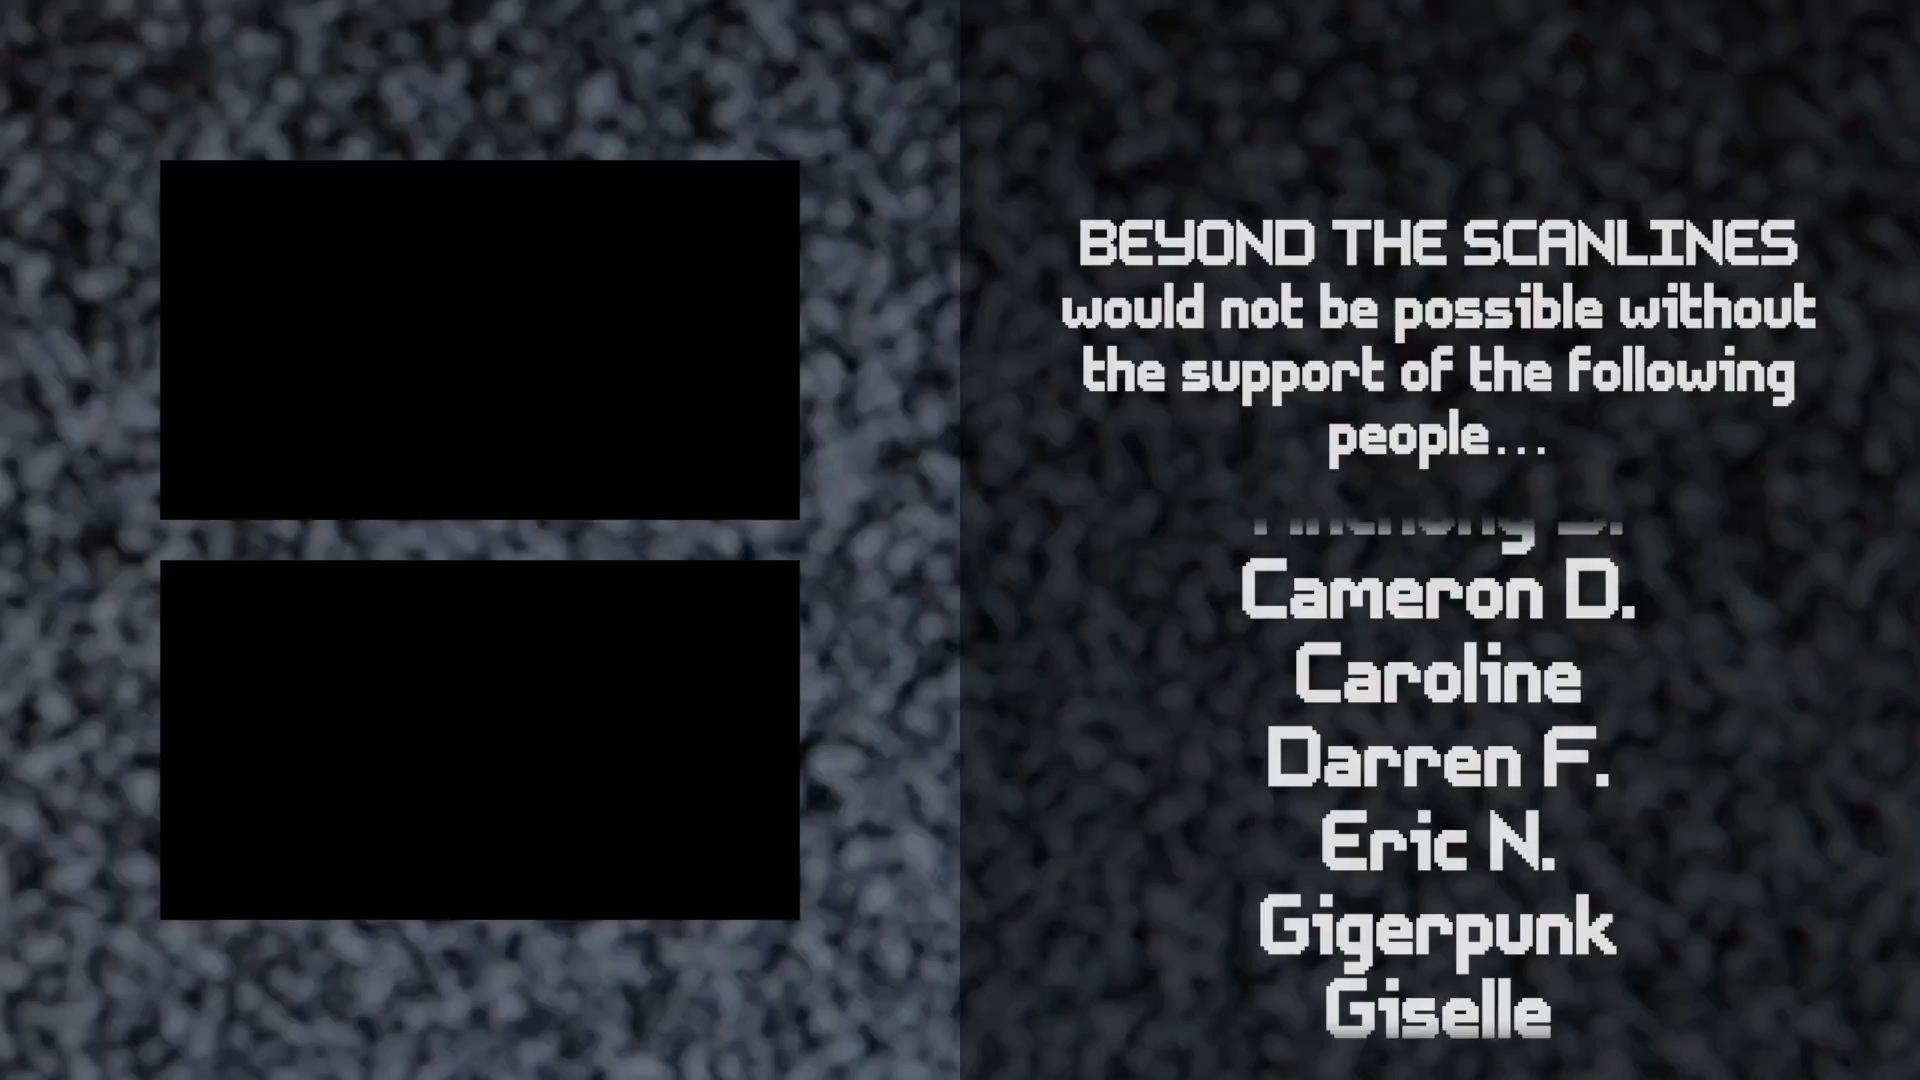 BEYOND THE SCANLINES
would not be possible without
the support of the following
people...
Cameron D.
Caroline
Darren F.
Eric N.
Gigerpunk
Giselle